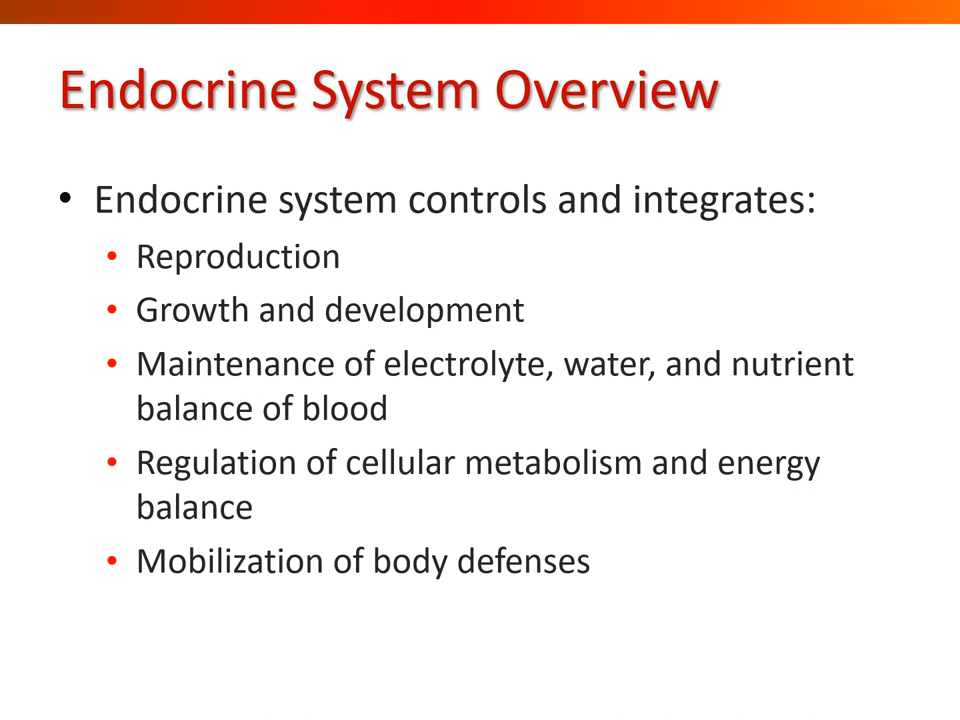 Endocrine System Overview
• Endocrine system controls and integrates:
• Reproduction
• Growth and development
• Maintenance of electrolyte, water, and nutrient
balance of blood
• Regulation of cellular metabolism and energy
balance
• Mobilization of body defenses